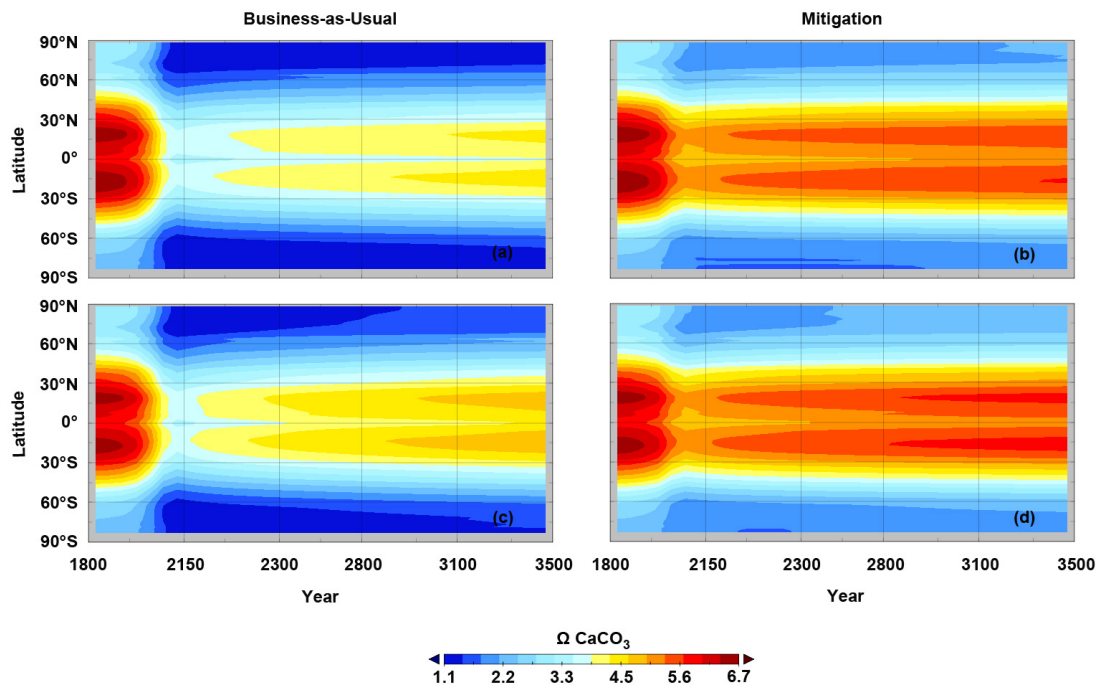 Business-as-Usual Mitigation
90°N
60°N
30°N
0°
30°S
60°S
90°S
Latitude
(a) (b)
90°N
60°N
30°N
0°
30°S
60°S
90°S
Latitude
(c) (d)
1800 2150 2300 2800 3100 3500 1800 2150 2300 2800 3100 3500
Year Year
Ω CaCO₃
1.1 2.2 3.3 4.5 5.6 6.7